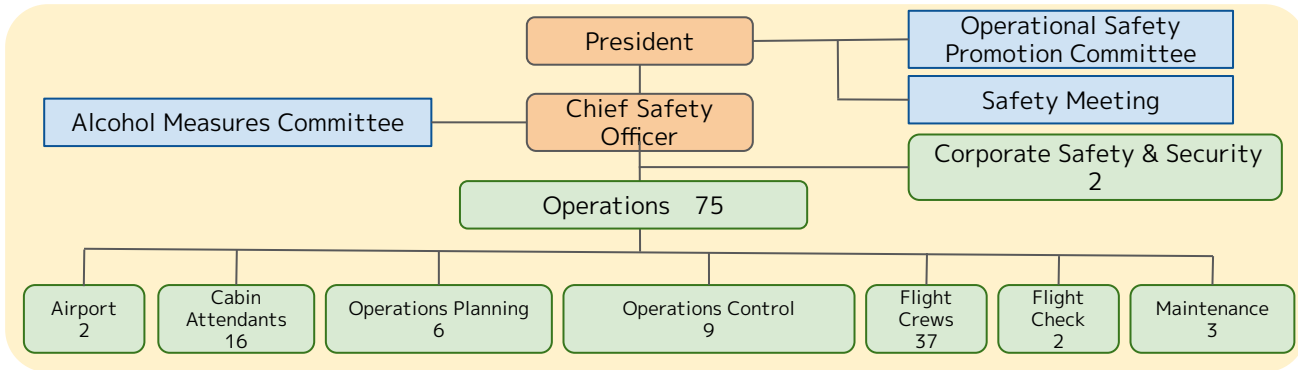 President
Operational Safety
Promotion Committee
Safety Meeting
Alcohol Measures Committee
Chief Safety
Officer
Corporate Safety & Security
2
Operations 75
Airport
2
Cabin
Attendants
16
Operations Planning
6
Operations Control
9
Flight
Crews
37
Flight
Check
2
Maintenance
3